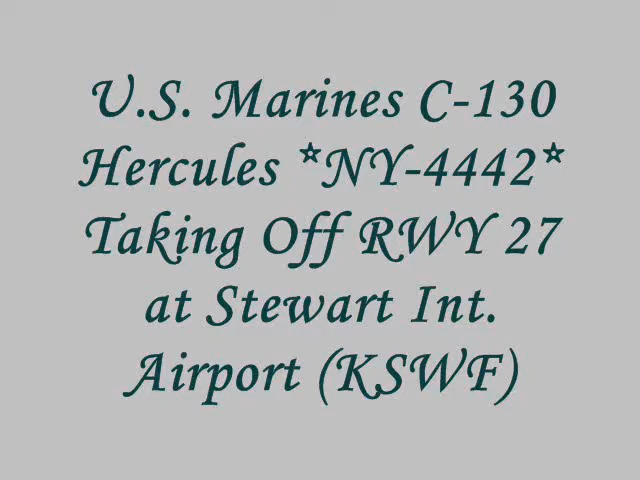 U.S. Marines C-130
Hercules *NY-4442*
Taking Off RWY 27
at Stewart Int.
Airport (KSWF)